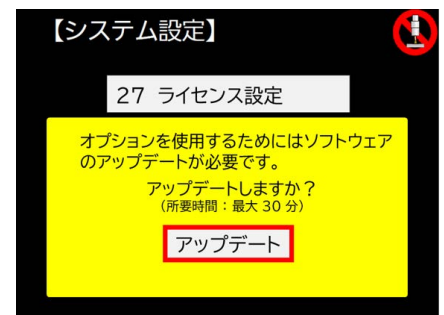 【システム設定】
27 ライセンス設定
オプションを使用するためにはソフトウェア
のアップデートが必要です。
アップデートしますか？
(所要時間：最大 30 分)
アップデート